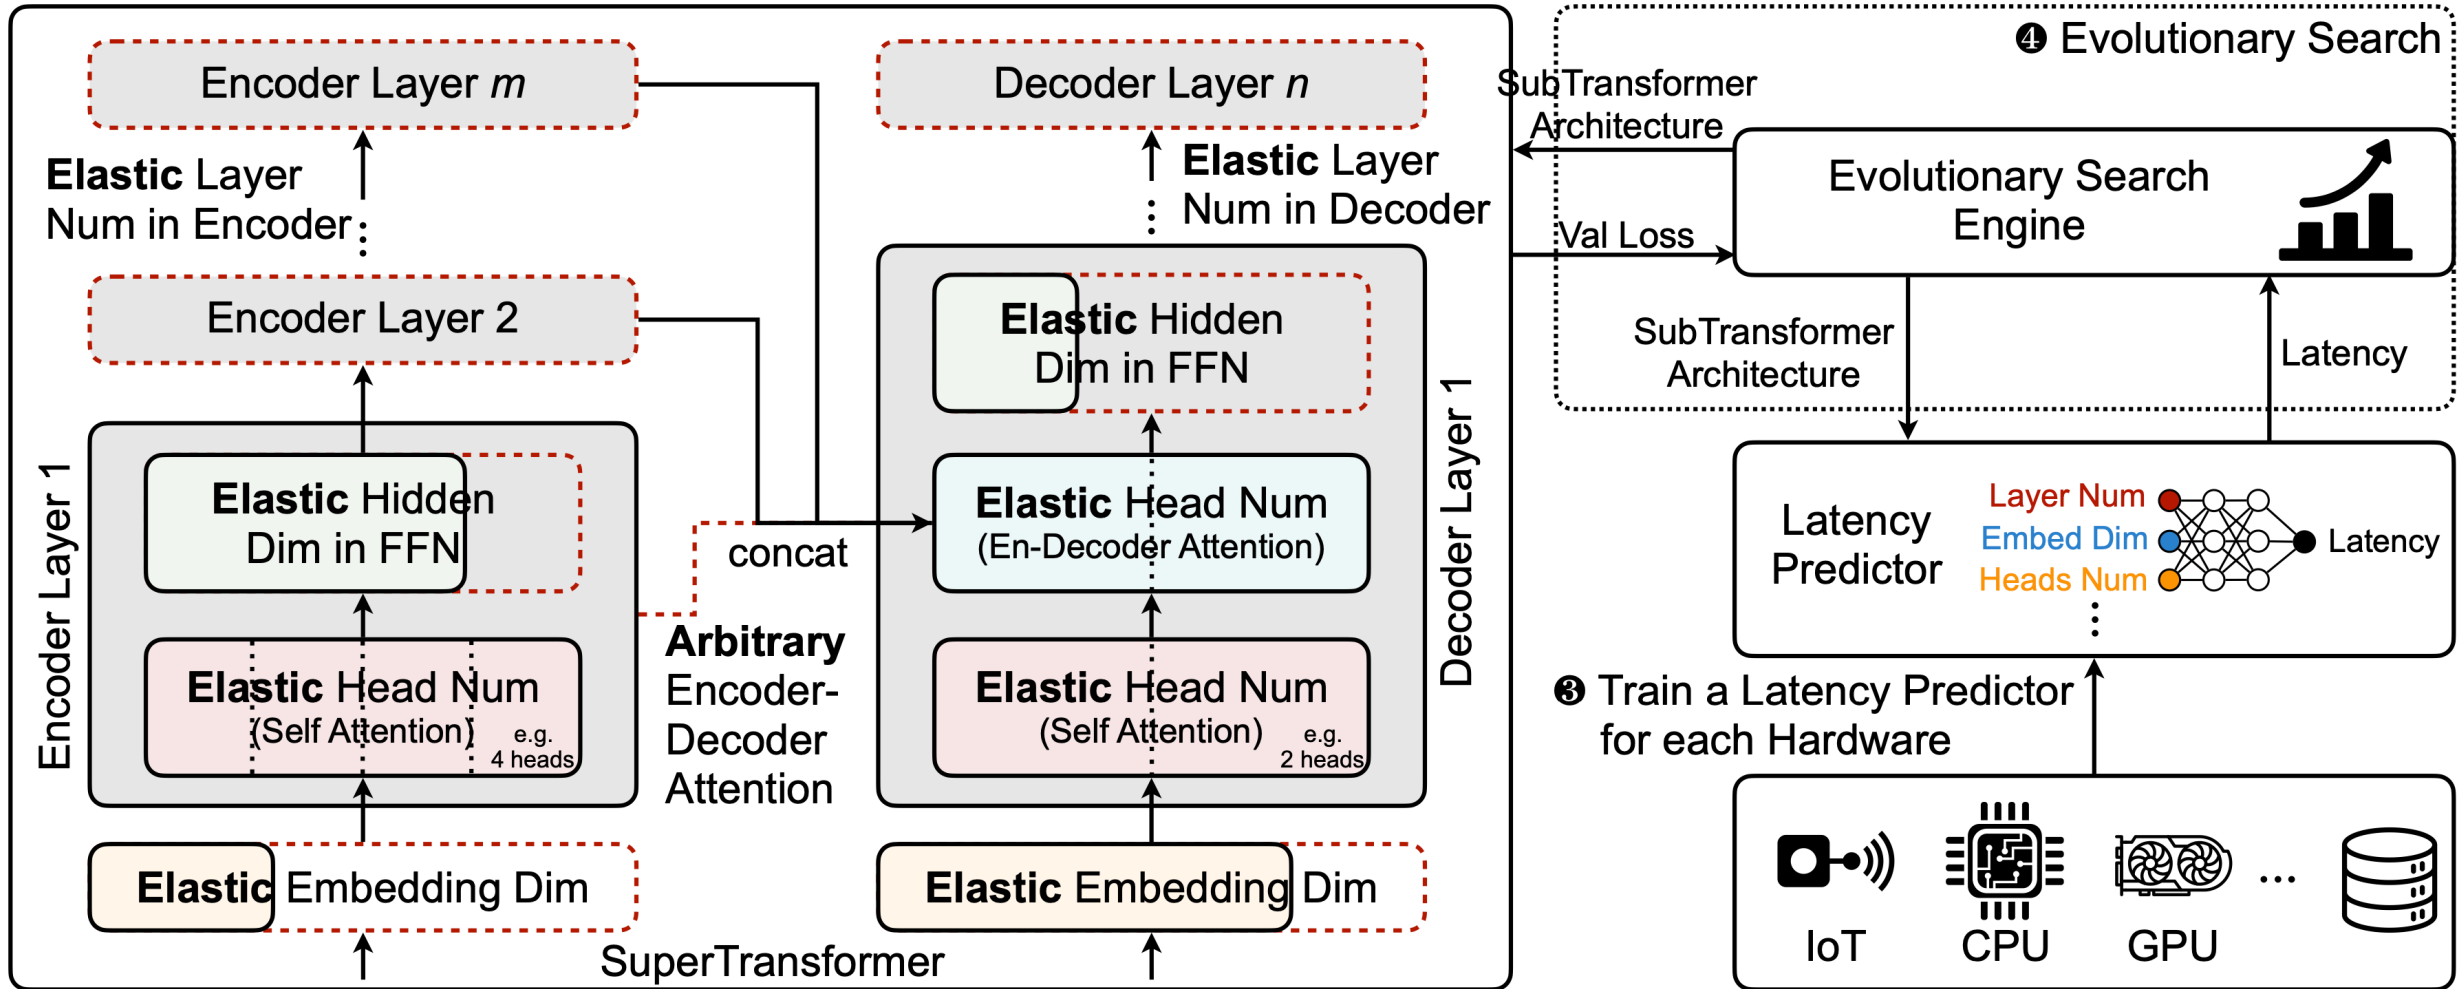 Encoder Layer m
Elastic Layer
Num in Encoder
Encoder Layer 2
Encoder Layer 1
Elastic Hidden
Dim in FFN
Elastic Head Num
(Self Attention)
e.g.
4 heads
Elastic Embedding Dim
concat
Arbitrary
Encoder-
Decoder
Attention
SuperTransformer
Decoder Layer n
Elastic Layer
Num in Decoder
Elastic Hidden
Dim in FFN
Elastic Head Num
(En-Decoder Attention)
Elastic Head Num
(Self Attention)
e.g.
2 heads
Decoder Layer 1
Elastic Embedding Dim
❹ Evolutionary Search
SubTransformer
Architecture
Val Loss
Evolutionary Search
Engine
SubTransformer
Architecture
Latency
Latency
Predictor
Layer Num
Embed Dim
Heads Num
Latency
❸ Train a Latency Predictor
for each Hardware
IoT
CPU
GPU
...